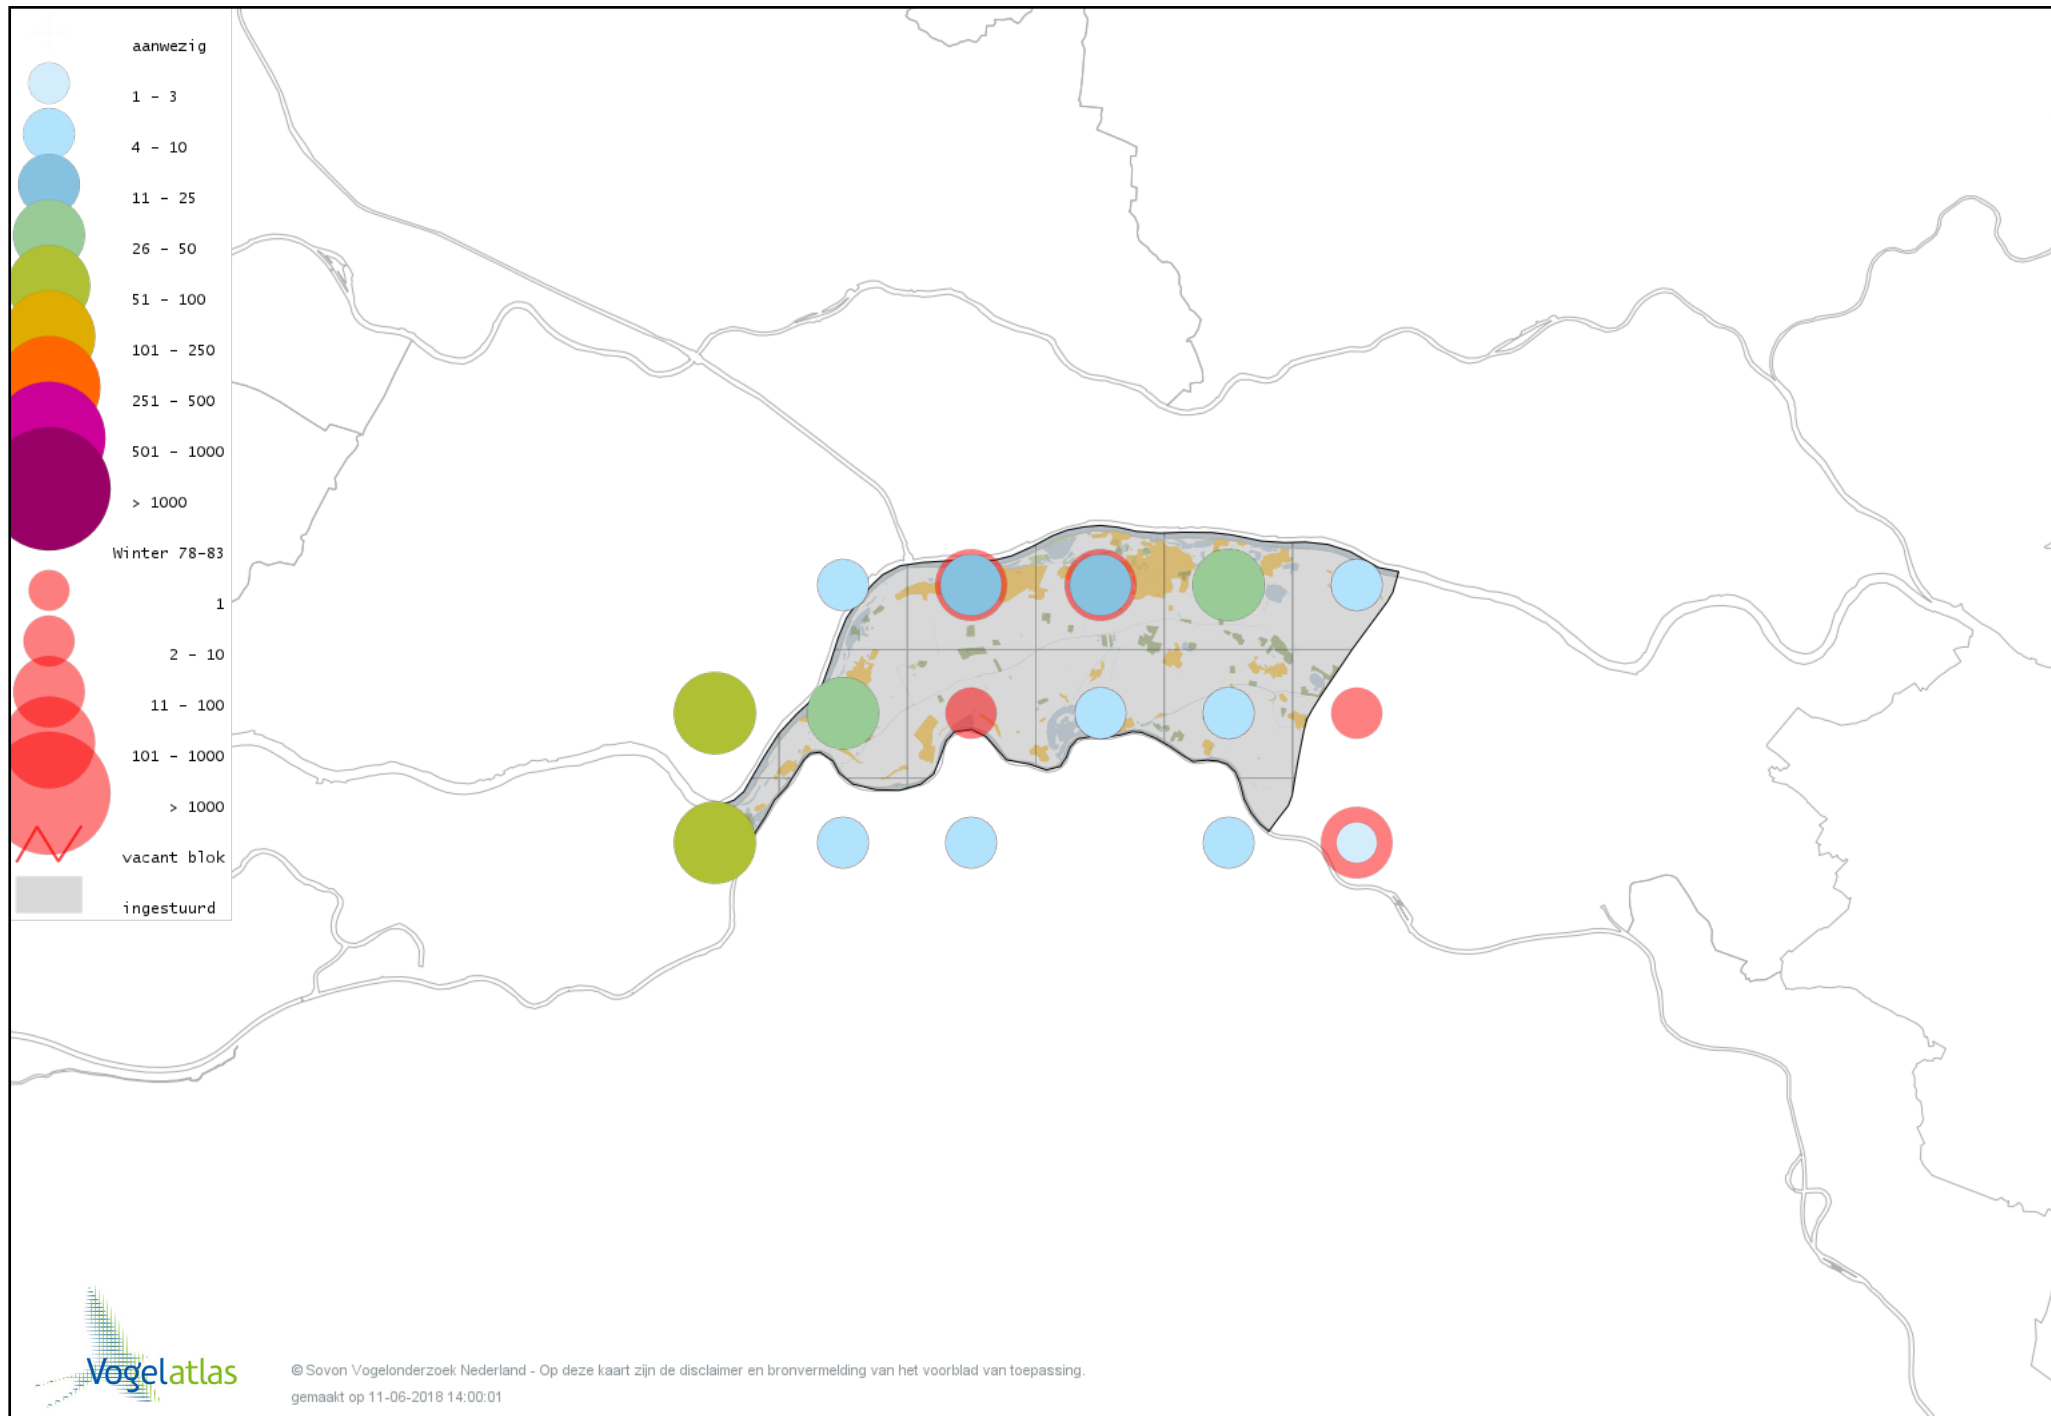 aanwezig
1 - 3
4 - 10
11 - 25
26 - 50
51 - 100
101 - 250
251 - 500
501 - 1000
> 1000
Winter 78-83
1
2 - 10
11 - 100
101 - 1000
> 1000
vacant blok
ingestuurd
Vogelatlas
© Sovon Vogelonderzoek Nederland - Op deze kaart zijn de disclaimer en bronvermelding van het voorblad van toepassing.
gemaakt op 11-06-2018 14:00:01